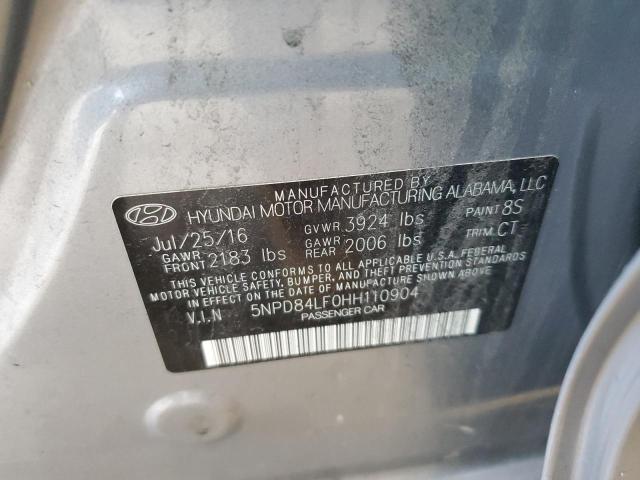 MANUFACTURED BY
HYUNDAI MOTOR MANUFACTURING ALABAMA, LLC
Jul/25/16 GVWR 3924 lbs PAINT 8S
GAWR FRONT 2183 lbs GAWR REAR 2006 lbs TRIM CT
THIS VEHICLE CONFORMS TO ALL APPLICABLE U.S.A. FEDERAL
MOTOR VEHICLE SAFETY, BUMPER, AND THEFT PREVENTION STANDARDS
IN EFFECT ON THE DATE OF MANUFACTURE SHOWN ABOVE.
V.I.N 5NPD84LF0HH110904
PASSENGER CAR